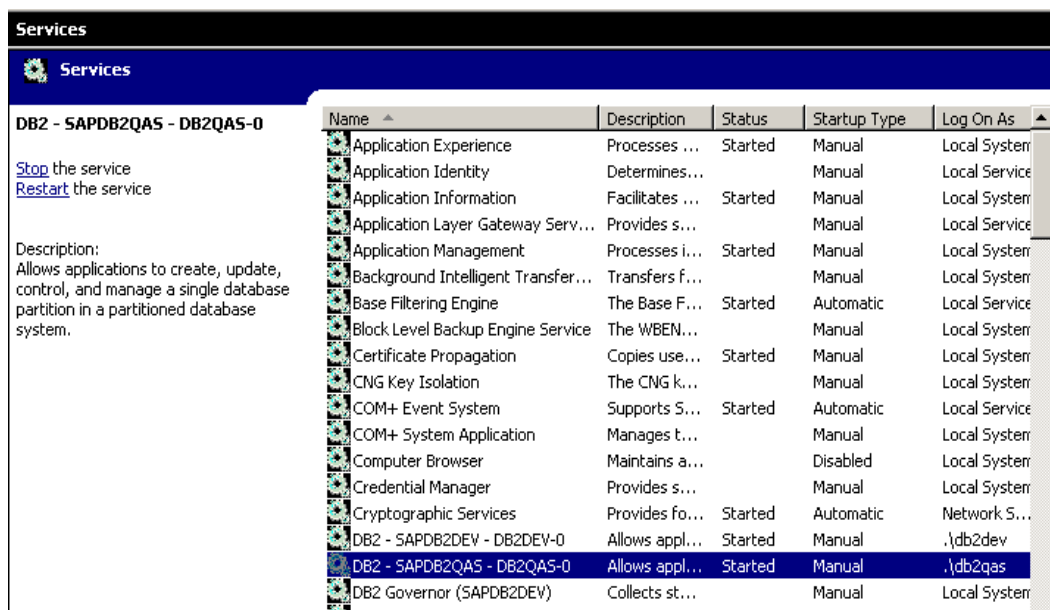 Services
Services
DB2 - SAPDB2QAS - DB2QAS-0
Stop the service
Restart the service
Description:
Allows applications to create, update,
control, and manage a single database
partition in a partitioned database
system.
Name Description Status Startup Type Log On As
Application Experience Processes ... Started Manual Local System
Application Identity Determines... Manual Local Service
Application Information Facilitates ... Started Manual Local System
Application Layer Gateway Serv... Provides s... Manual Local Service
Application Management Processes i... Started Manual Local System
Background Intelligent Transfer... Transfers f... Manual Local System
Base Filtering Engine The Base F... Started Automatic Local Service
Block Level Backup Engine Service The WBEN... Manual Local System
Certificate Propagation Copies use... Started Manual Local System
CNG Key Isolation The CNG k... Manual Local System
COM+ Event System Supports S... Started Automatic Local Service
COM+ System Application Manages t... Manual Local System
Computer Browser Maintains a... Disabled Local System
Credential Manager Provides s... Manual Local System
Cryptographic Services Provides fo... Started Automatic Network S...
DB2 - SAPDB2DEV - DB2DEV-0 Allows appl... Started Manual .\db2dev
DB2 - SAPDB2QAS - DB2QAS-0 Allows appl... Started Manual .\db2qas
DB2 Governor (SAPDB2DEV) Collects st... Manual Local System